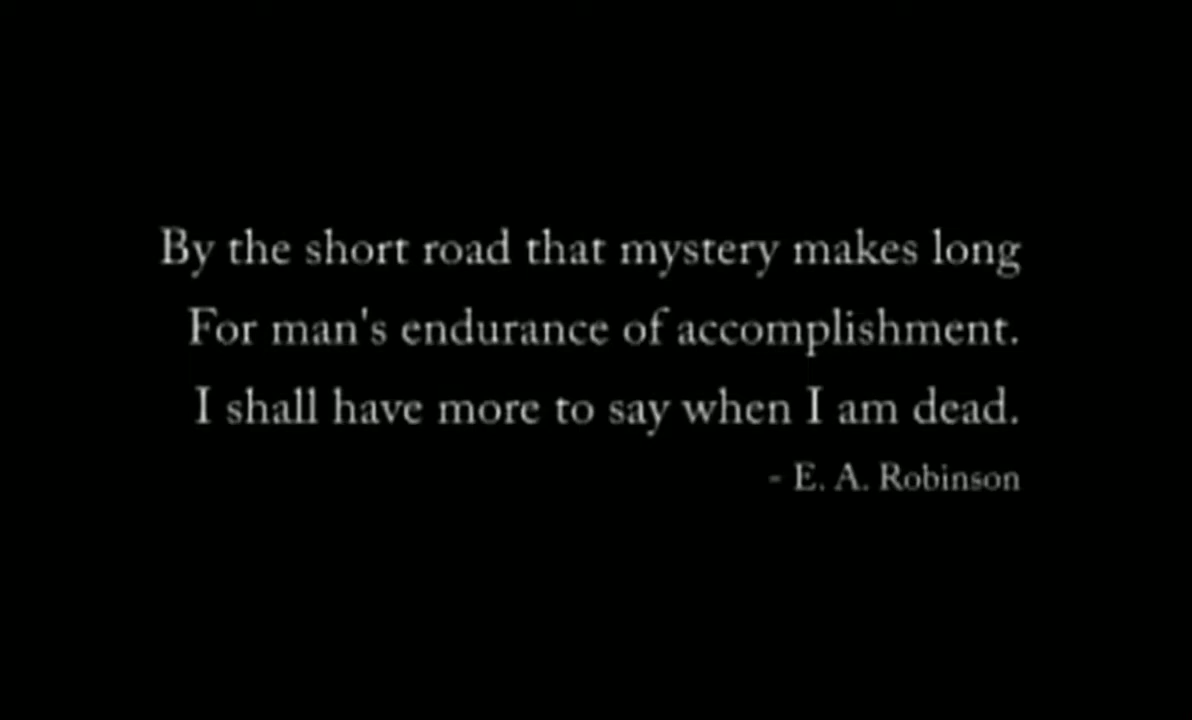 By the short road that mystery makes long
For man's endurance of accomplishment.
I shall have more to say when I am dead.
- E. A. Robinson